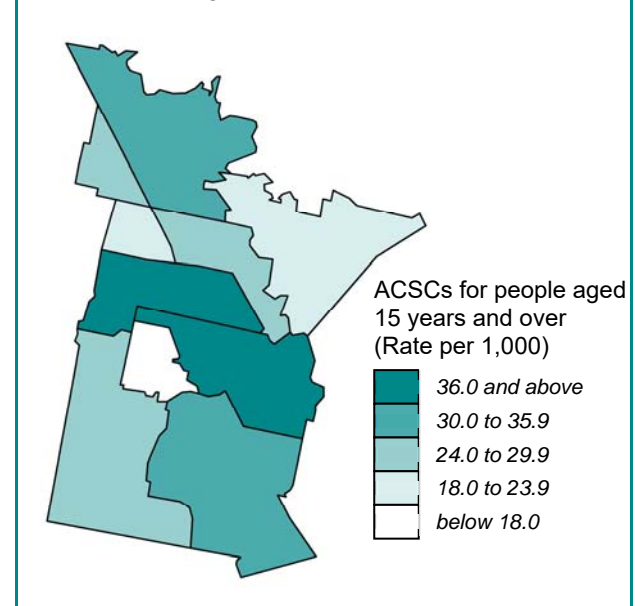 ACSCs for people aged
15 years and over
(Rate per 1,000)
36.0 and above
30.0 to 35.9
24.0 to 29.9
18.0 to 23.9
below 18.0